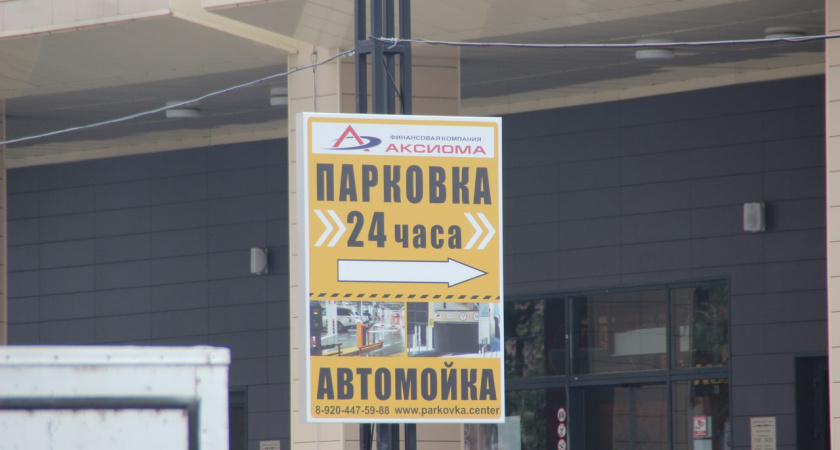 ФИНАНСОВАЯ КОМПАНИЯ
АКСИОМА
ПАРКОВКА
24 часа
АВТОМОЙКА
8-920-447-59-88 www.parkovka.center